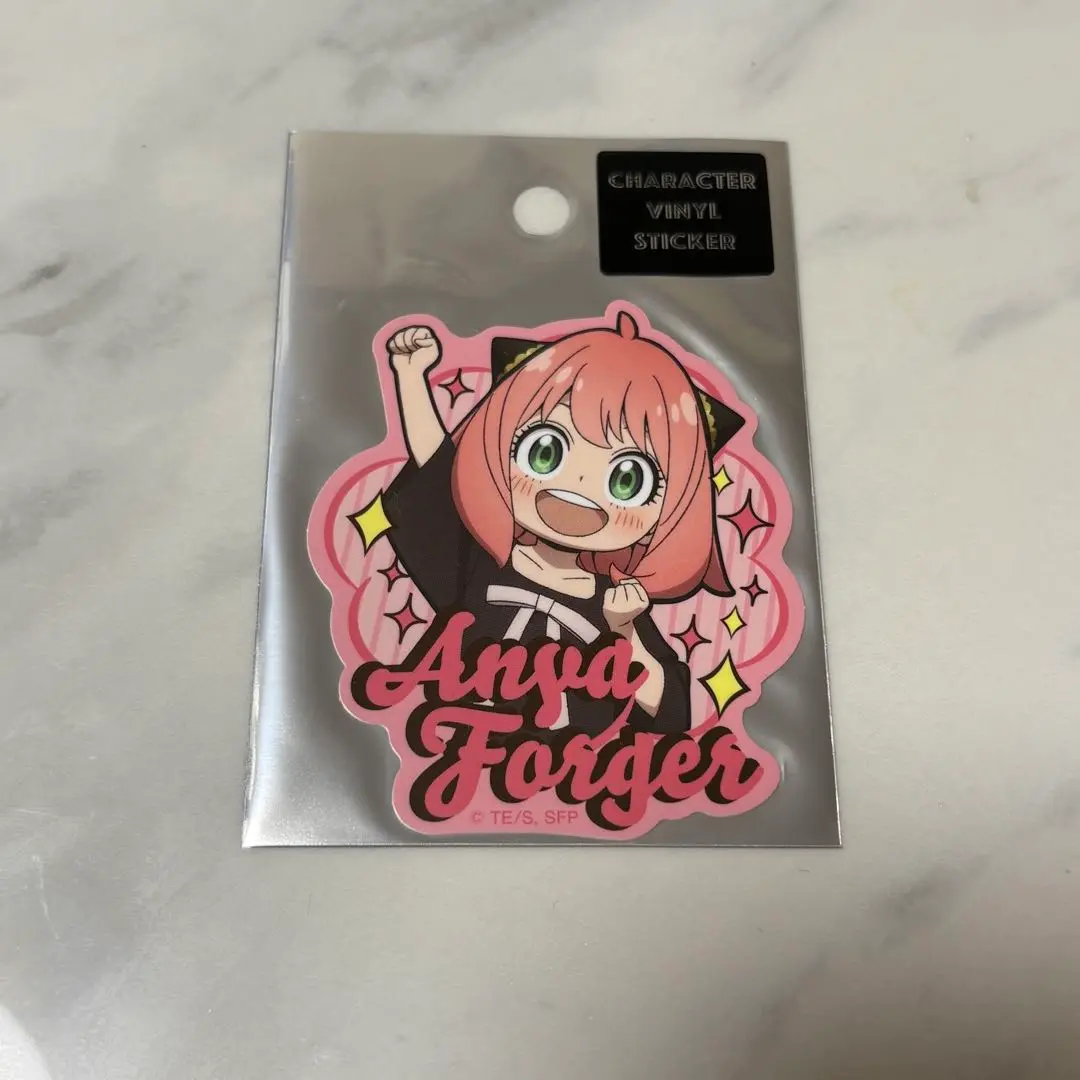 CHARACTER
VINYL
STICKER
Anya
Forger
© TE/S, SFP